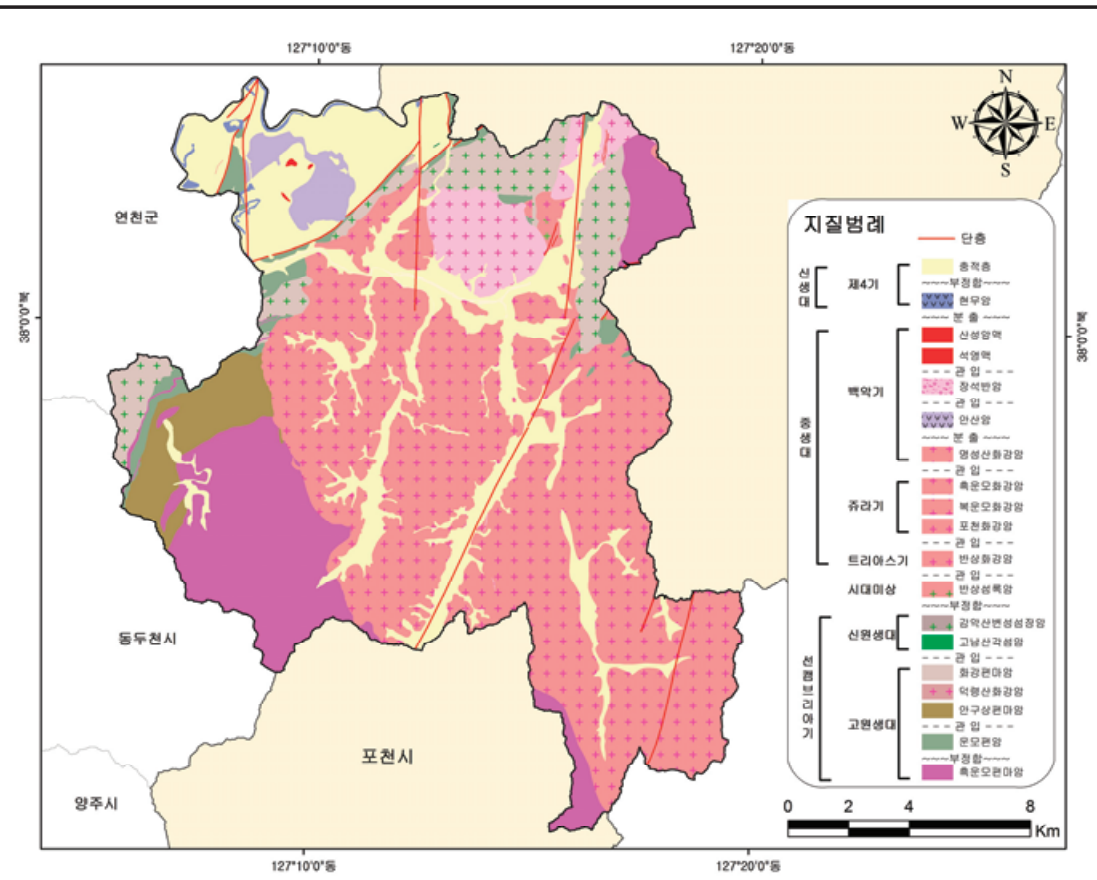 127°10'0"동
127°20'0"동
N
W E
S
연천군
38°0'0"북
38°0'0"북
지질범례
단층
신생대
제4기
충적층
~~~부정합~~~~
현무암
~~~ 분 출 ~~~
중생대
백악기
산성암맥
석영맥
--- 관 입 ---
장석반암
--- 관 입 ---
안산암
~~~ 분 출 ~~~
명성산화강암
--- 관 입 ---
쥬라기
흑운모화강암
복운모화강암
포천화강암
--- 관 입 ---
트리아스기
반상화강암
--- 관 입 ---
시대미상
반상섬록암
~~~부정합~~~~
선캠브리아기
신원생대
감악산변성섬장암
고남산각섬암
--- 관 입 ---
고원생대
화강편마암
덕령산화강암
안구상편마암
--- 관 입 ---
운모편암
~~~부정합~~~~
흑운모편마암
동두천시
포천시
양주시
0 2 4 8
Km
127°10'0"동
127°20'0"동